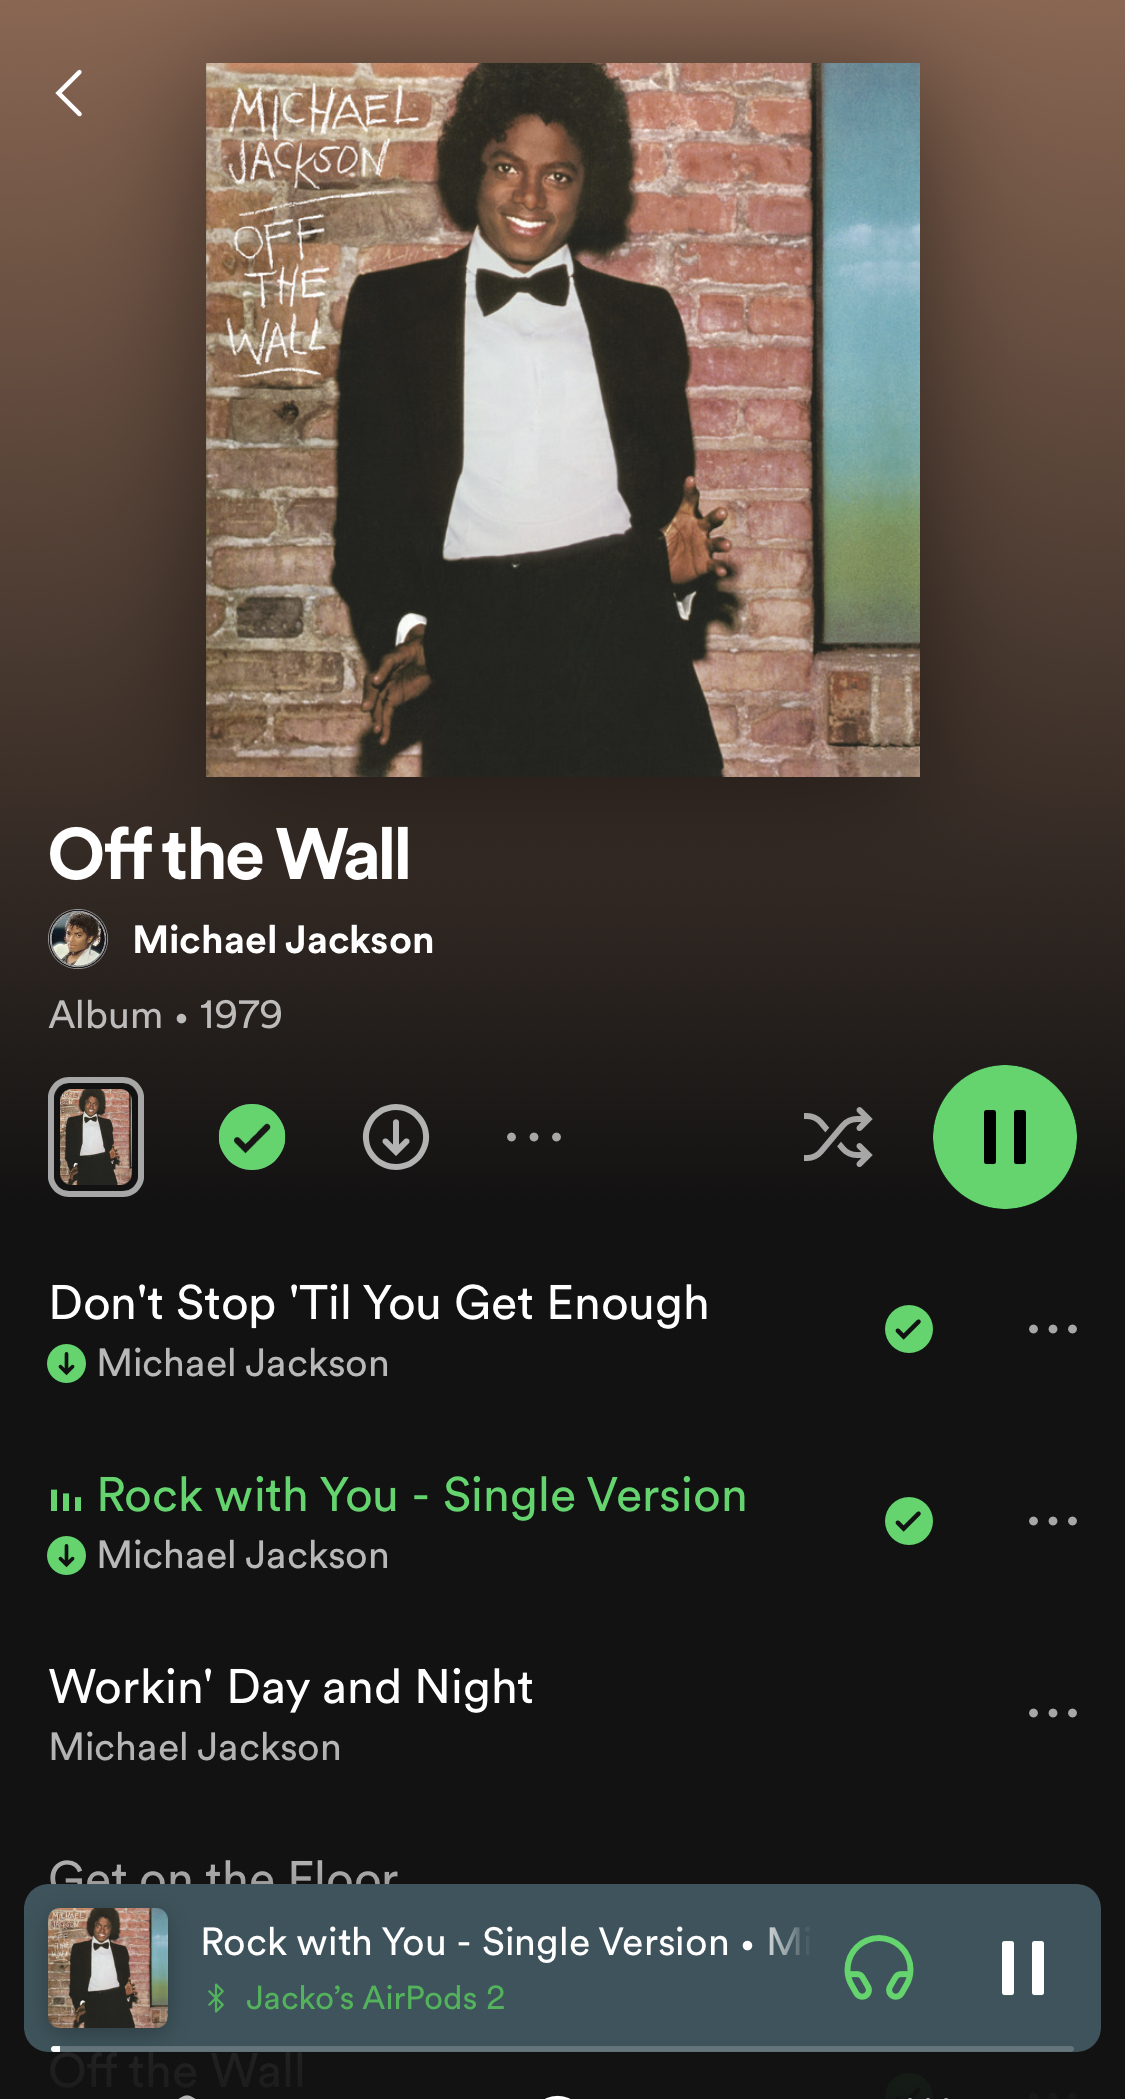 MICHAEL
JACKSON
OFF
THE
WALL
Off the Wall
Michael Jackson
Album • 1979
Don't Stop 'Til You Get Enough
Michael Jackson
Rock with You - Single Version
Michael Jackson
Workin' Day and Night
Michael Jackson
Get on the Floor
Rock with You - Single Version •
Jacko’s AirPods 2
Off the Wall